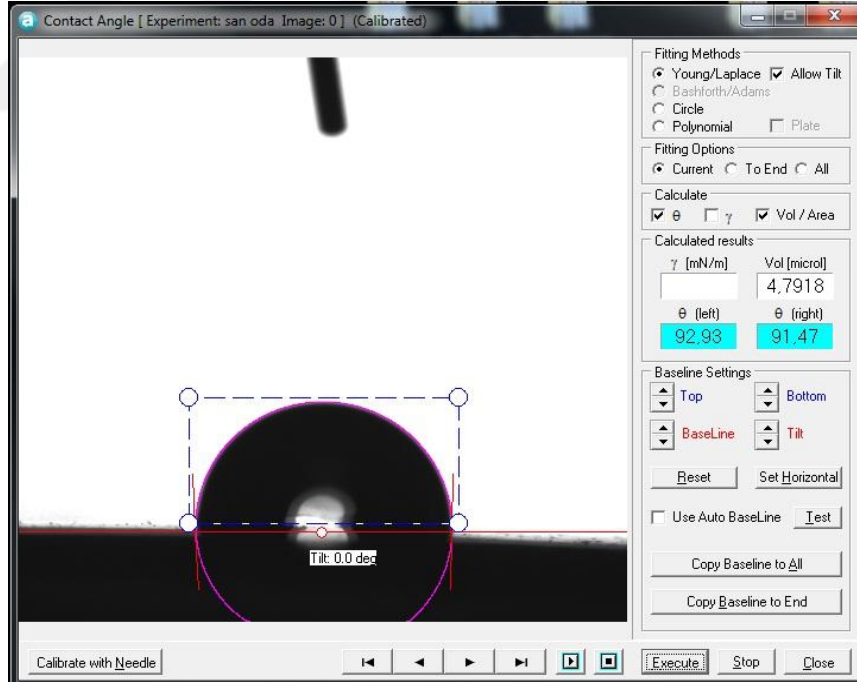 Contact Angle [ Experiment: san oda Image: 0 ] (Calibrated)
Fitting Methods
Young/Laplace Allow Tilt
Bashforth/Adams
Circle
Polynomial Plate
Fitting Options
Current To End All
Calculate
θ γ Vol / Area
Calculated results
γ [mN/m] Vol [microl]
4,7918
θ (left) θ (right)
92,93 91,47
Baseline Settings
Top Bottom
BaseLine Tilt
Reset Set Horizontal
Use Auto BaseLine Test
Copy Baseline to All
Copy Baseline to End
Tilt: 0.0 deg
Calibrate with Needle Execute Stop Close